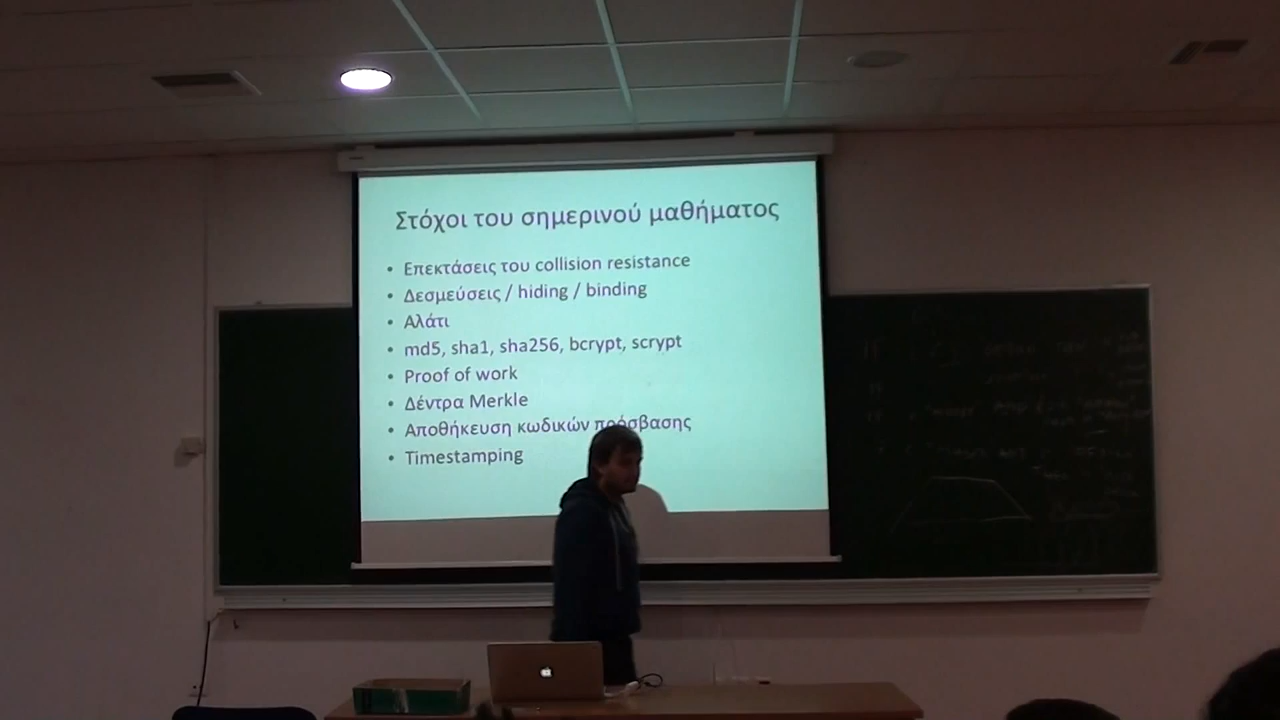 Στόχοι του σημερινού μαθήματος
• Επεκτάσεις του collision resistance
• Δεσμεύσεις / hiding / binding
• Αλάτι
• md5, sha1, sha256, bcrypt, scrypt
• Proof of work
• Δέντρα Merkle
• Αποθήκευση κωδικών πρόσβασης
• Timestamping